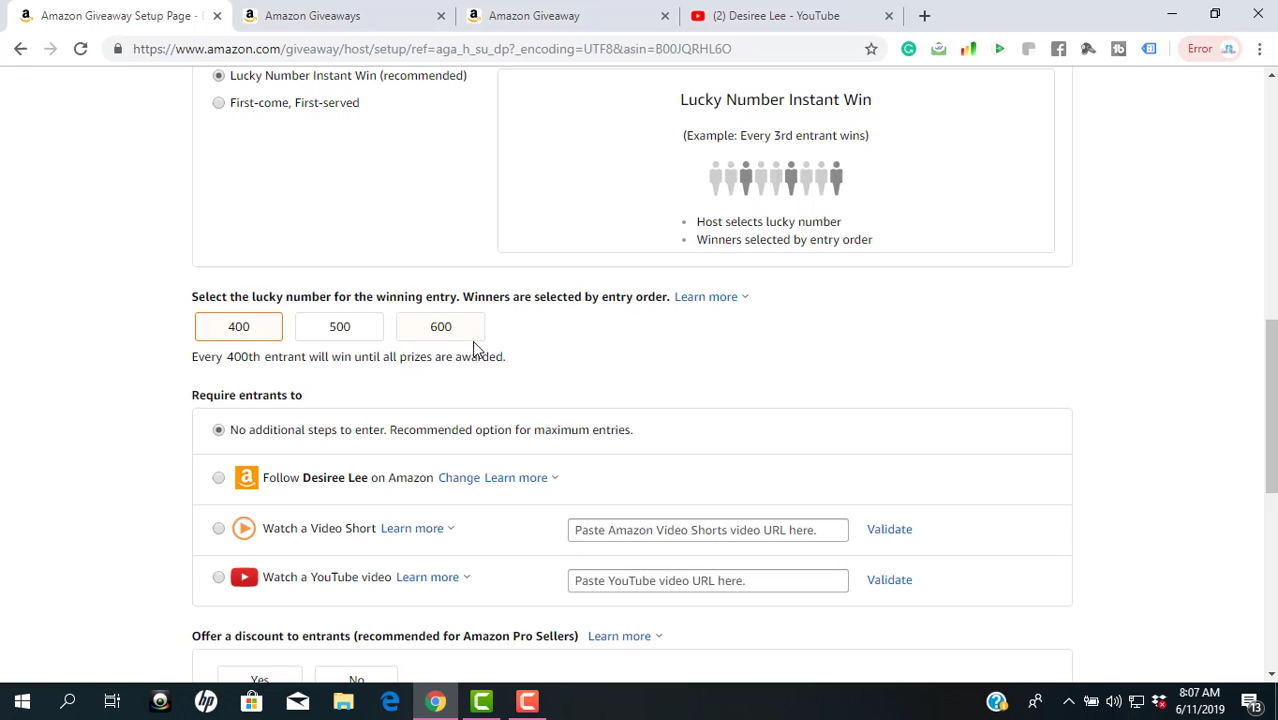 Amazon Giveaway Setup Page - E
Amazon Giveaways
Amazon Giveaway
(2) Desiree Lee - YouTube
https://www.amazon.com/giveaway/host/setup/ref=aga_h_su_dp?_encoding=UTF8&asin=B00JQRHL6O
Error
Lucky Number Instant Win (recommended)
First-come, First-served
Lucky Number Instant Win
(Example: Every 3rd entrant wins)
• Host selects lucky number
• Winners selected by entry order
Select the lucky number for the winning entry. Winners are selected by entry order. Learn more
400 500 600
Every 400th entrant will win until all prizes are awarded.
Require entrants to
No additional steps to enter. Recommended option for maximum entries.
Follow Desiree Lee on Amazon Change Learn more
Watch a Video Short Learn more Paste Amazon Video Shorts video URL here. Validate
Watch a YouTube video Learn more Paste YouTube video URL here. Validate
Offer a discount to entrants (recommended for Amazon Pro Sellers) Learn more
Yes No
8:07 AM
6/11/2019
13